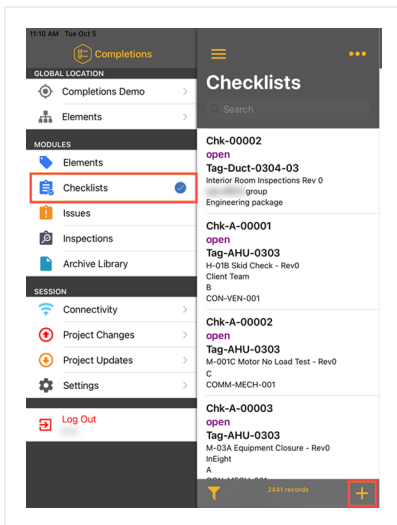 11:10 AM Tue Oct 5
Completions
GLOBAL LOCATION
Completions Demo
Elements
MODULES
Elements
Checklists
Issues
Inspections
Archive Library
SESSION
Connectivity
Project Changes
Project Updates
Settings
Log Out
Checklists
Search
Chk-00002
open
Tag-Duct-0304-03
Interior Room Inspections Rev 0
group
Engineering package
Chk-A-00001
open
Tag-AHU-0303
H-01B Skid Check - Rev0
Client Team
B
CON-VEN-001
Chk-A-00002
open
Tag-AHU-0303
M-001C Motor No Load Test - Rev0
C
COMM-MECH-001
Chk-A-00003
open
Tag-AHU-0303
M-03A Equipment Closure - Rev0
InEight
A
2441 records